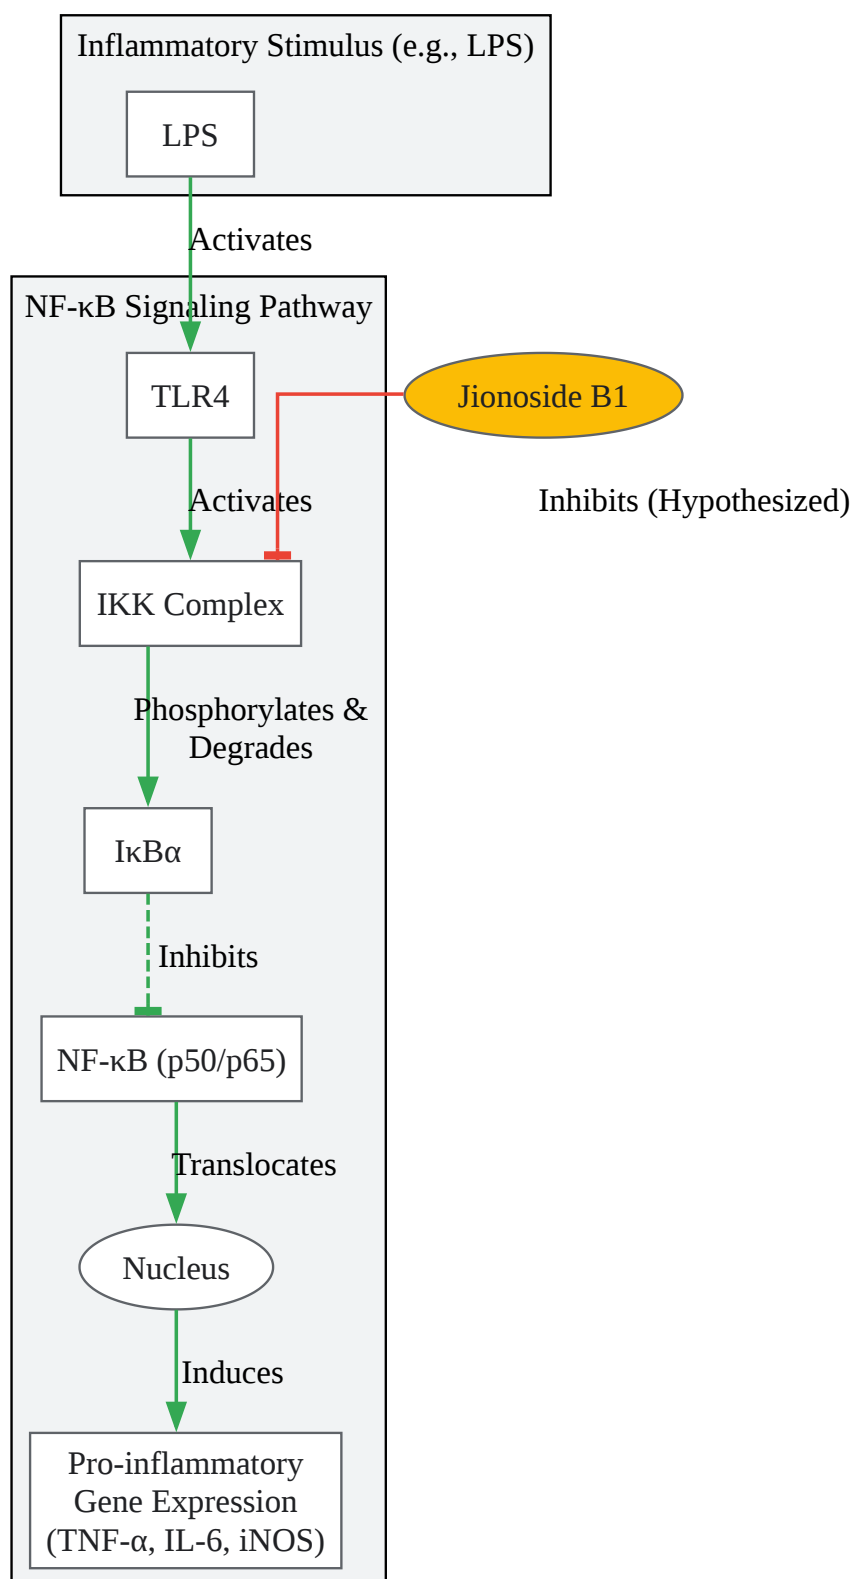 Inflammatory Stimulus (e.g., LPS)
LPS
Activates
NF-κB Signaling Pathway
TLR4
Jionoside B1
Activates
Inhibits (Hypothesized)
IKK Complex
Phosphorylates &
Degrades
IκBα
Inhibits
NF-κB (p50/p65)
Translocates
Nucleus
Induces
Pro-inflammatory
Gene Expression
(TNF-α, IL-6, iNOS)